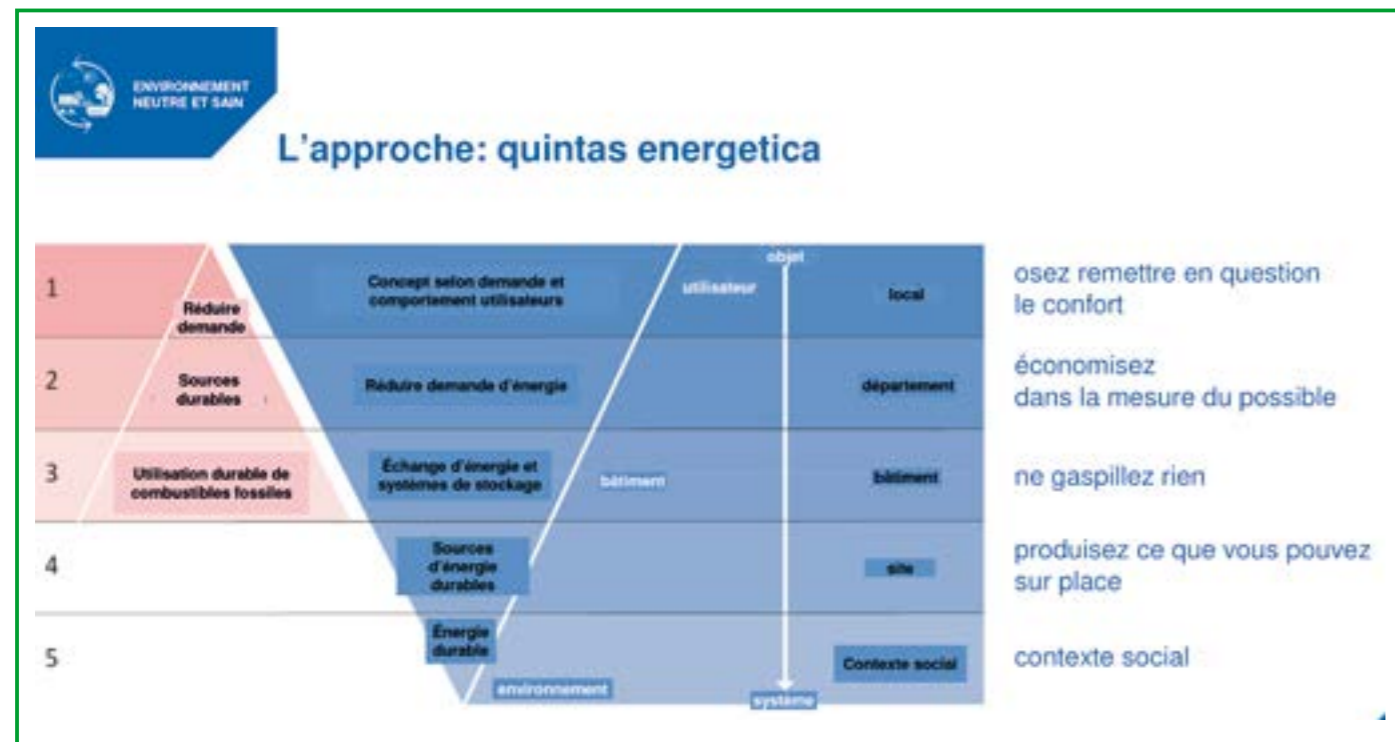 ENVIRONNEMENT
NEUTRE ET SAIN
L'approche: quintas energetica
1
Réduire
demande
Concept selon demande et
comportement utilisateurs
utilisateur
objet
local
osez remettre en question
le confort
2
Sources
durables
Réduire demande d'énergie
département
économisez
dans la mesure du possible
3
Utilisation durable de
combustibles fossiles
Échange d'énergie et
systèmes de stockage
bâtiment
bâtiment
ne gaspillez rien
4
Sources
d'énergie
durables
site
produisez ce que vous pouvez
sur place
5
Énergie
durable
environnement
système
Contexte social
contexte social